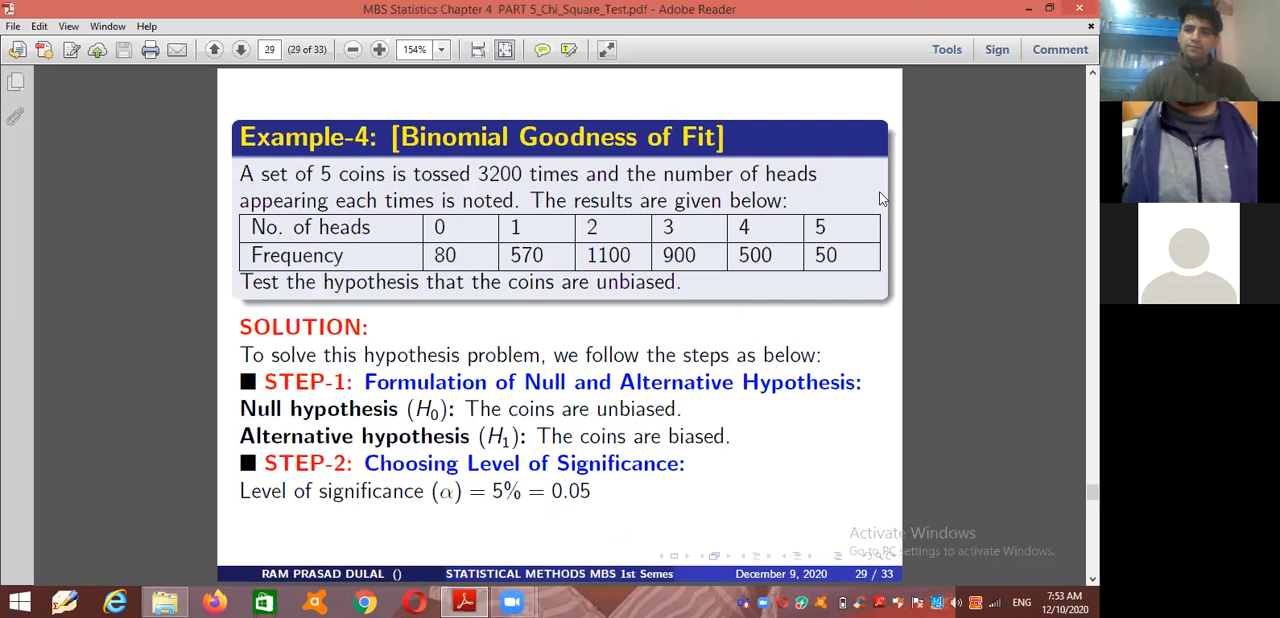 MBS Statistics Chapter 4 PART 5_Chi_Square_Test.pdf - Adobe Reader
File Edit View Window Help
29 (29 of 33) 154% Tools Sign Comment
Example-4: [Binomial Goodness of Fit]
A set of 5 coins is tossed 3200 times and the number of heads
appearing each times is noted. The results are given below:
No. of heads 0 1 2 3 4 5
Frequency 80 570 1100 900 500 50
Test the hypothesis that the coins are unbiased.
SOLUTION:
To solve this hypothesis problem, we follow the steps as below:
STEP-1: Formulation of Null and Alternative Hypothesis:
Null hypothesis (H₀): The coins are unbiased.
Alternative hypothesis (H₁): The coins are biased.
STEP-2: Choosing Level of Significance:
Level of significance (α) = 5% = 0.05
Activate Windows
Go to PC settings to activate Windows.
RAM PRASAD DULAL () STATISTICAL METHODS MBS 1st Semes December 9, 2020 29 / 33
ENG 7:53 AM
12/10/2020